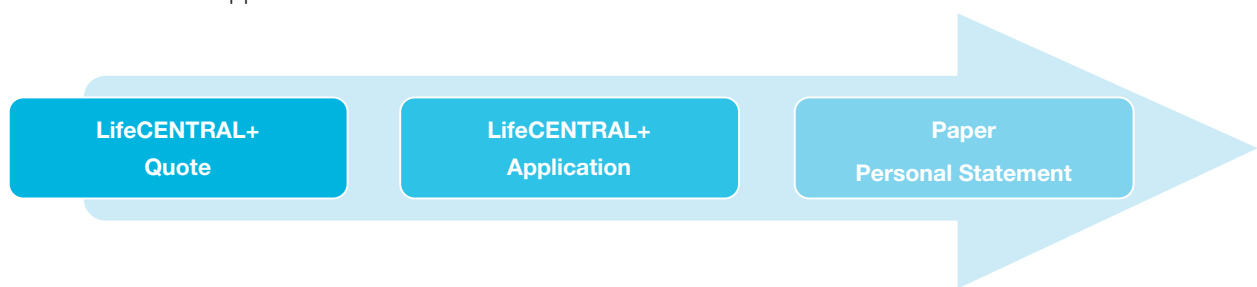 LifeCENTRAL+
Quote
LifeCENTRAL+
Application
Paper
Personal Statement